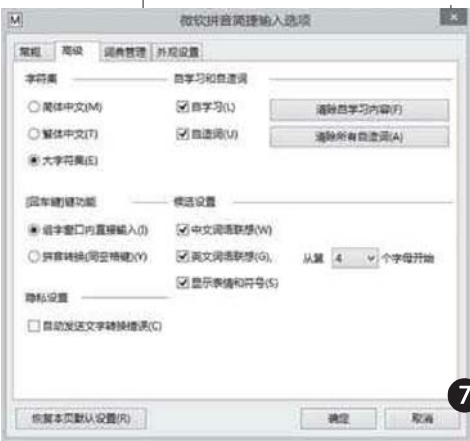 M 微软拼音简捷输入选项
常规 高级 词典管理 外观设置
字符集 自学习和自造词
简体中文(M) 自学习(L) 清除自学习内容(F)
繁体中文(T) 自造词(U) 清除所有自造词(A)
大字符集(E)
[回车键]键功能 候选设置
组字窗口内直接输入(I) 中文词语联想(W)
拼音转换(同空格键)(Y) 英文词语联想(G), 从第 4 个字母开始
显示表情和符号(S)
隐私设置
自动发送文字转换错误(C)
7
恢复本页默认设置(R) 确定 取消